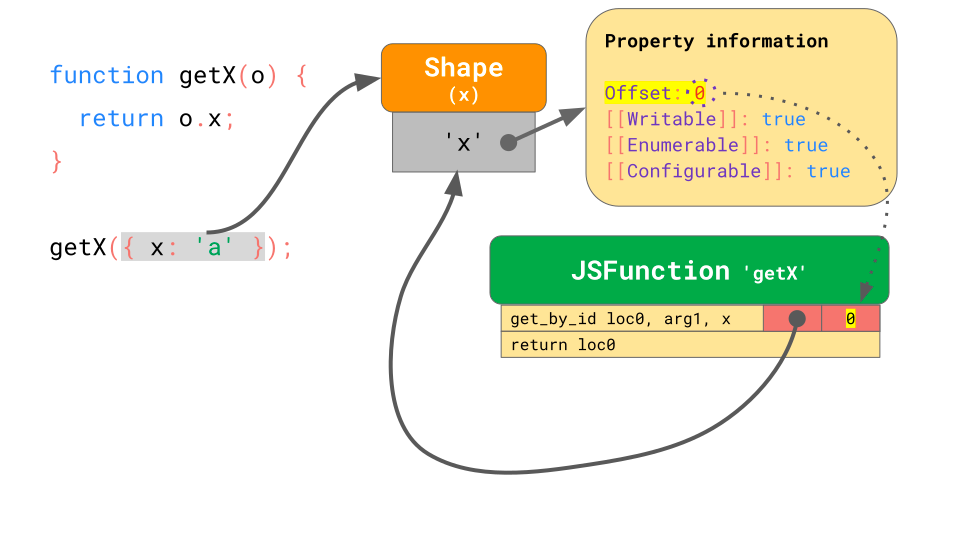 function getX(o) {
return o.x;
}
getX({ x: 'a' });
Shape
(x)
'x'
Property information
Offset: 0
[[Writable]]: true
[[Enumerable]]: true
[[Configurable]]: true
JSFunction 'getX'
get_by_id loc0, arg1, x 0
return loc0